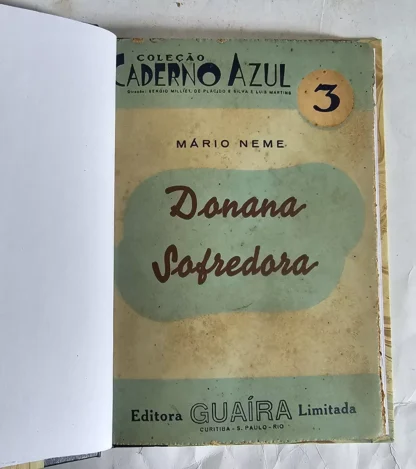 COLEÇÃO
CADERNO AZUL
3
MÁRIO NEME
Donana
Sofredora
Editora GUAÍRA Limitada
CURITIBA - S. PAULO - RIO